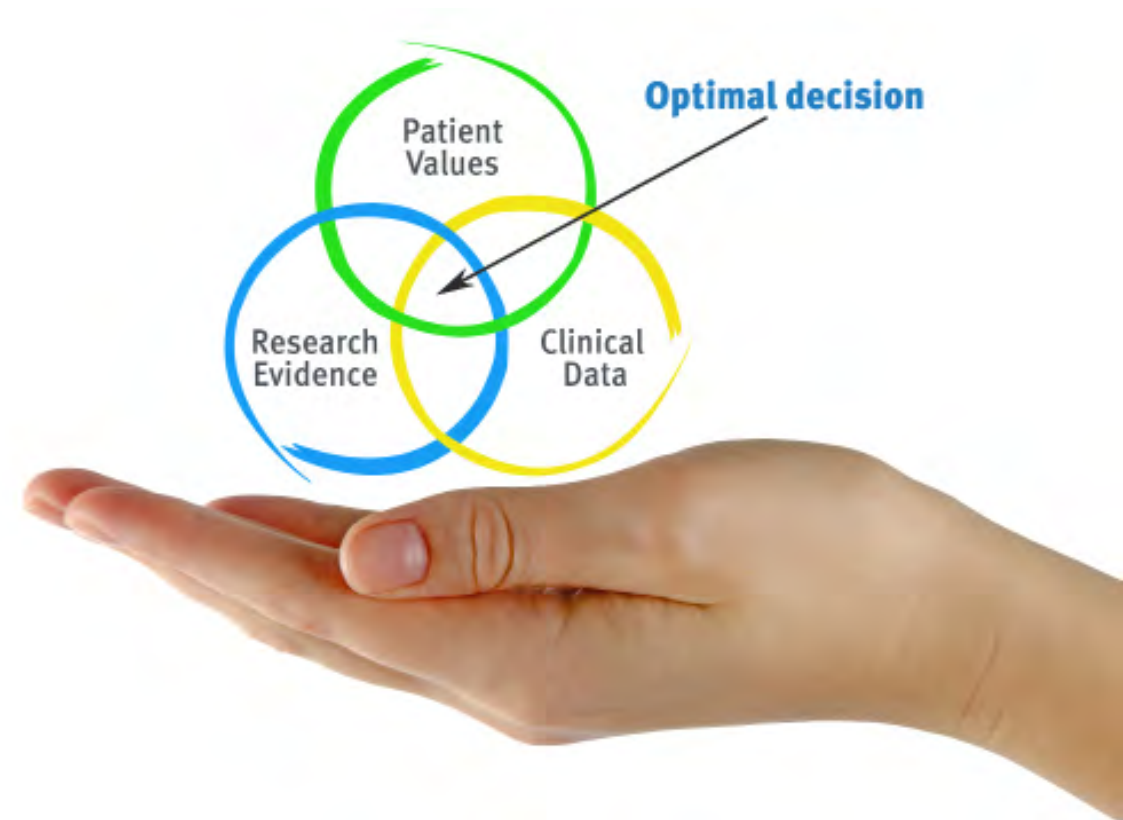 Optimal decision
Patient
Values
Research
Evidence
Clinical
Data